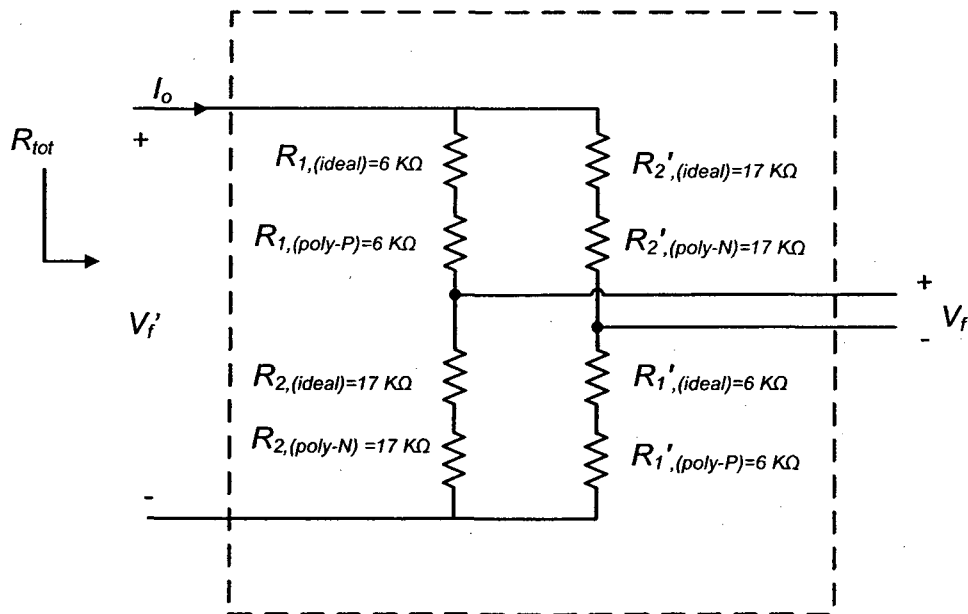 I_o
+
R_tot
R_1,(ideal)=6 KΩ
R_2',(ideal)=17 KΩ
R_1,(poly-P)=6 KΩ
R_2',(poly-N)=17 KΩ
+
V_f'
V_f
-
R_2,(ideal)=17 KΩ
R_1',(ideal)=6 KΩ
R_2,(poly-N) =17 KΩ
R_1',(poly-P)=6 KΩ
-